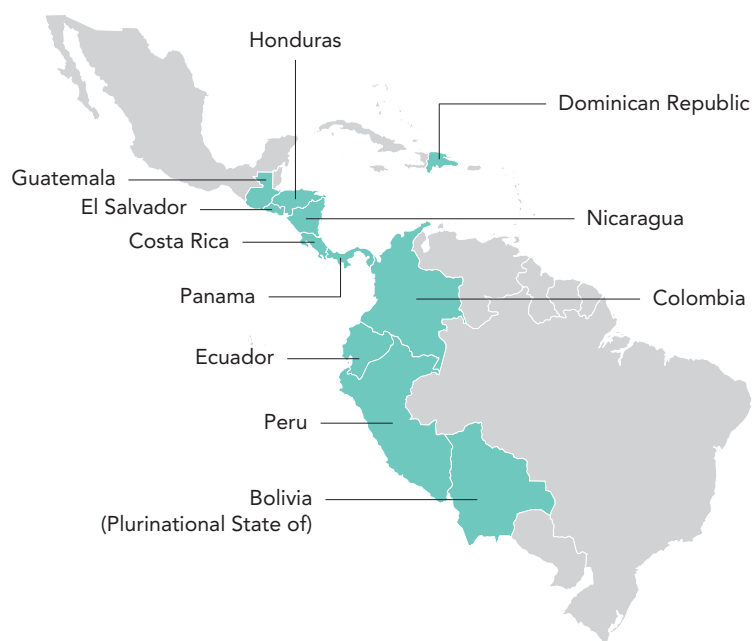 Honduras
Dominican Republic
Guatemala
El Salvador
Nicaragua
Costa Rica
Panama
Colombia
Ecuador
Peru
Bolivia
(Plurinational State of)